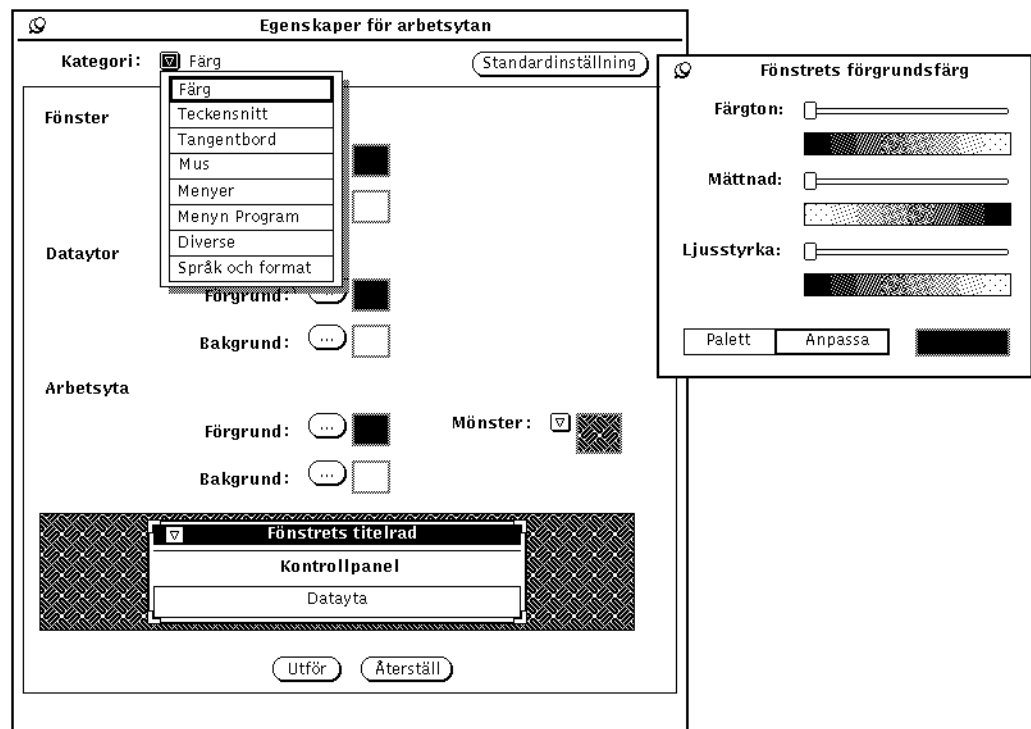 Egenskaper för arbetsytan
Kategori: Färg
Standardinställning
Färg
Teckensnitt
Tangentbord
Mus
Menyer
Menyn Program
Diverse
Språk och format
Fönster
Dataytor
Förgrund: ...
Bakgrund: ...
Arbetsyta
Förgrund: ...
Mönster:
Bakgrund: ...
Fönstrets titelrad
Kontrollpanel
Datayta
Utför
Återställ
Fönstrets förgrundsfärg
Färgton:
Mättnad:
Ljusstyrka:
Palett
Anpassa